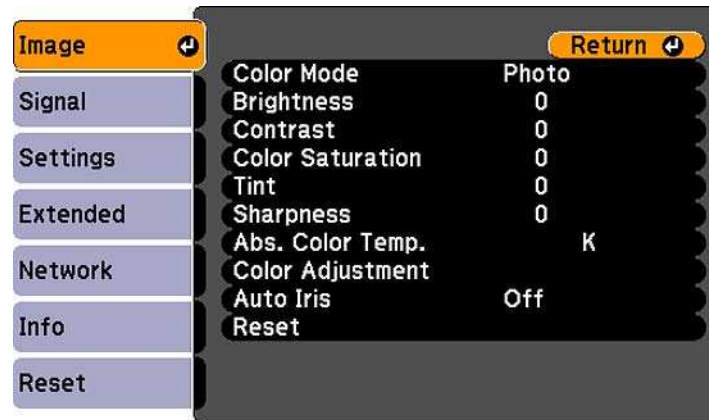 Image
Signal
Settings
Extended
Network
Info
Reset
Return
Color Mode Photo
Brightness 0
Contrast 0
Color Saturation 0
Tint 0
Sharpness 0
Abs. Color Temp. K
Color Adjustment
Auto Iris Off
Reset